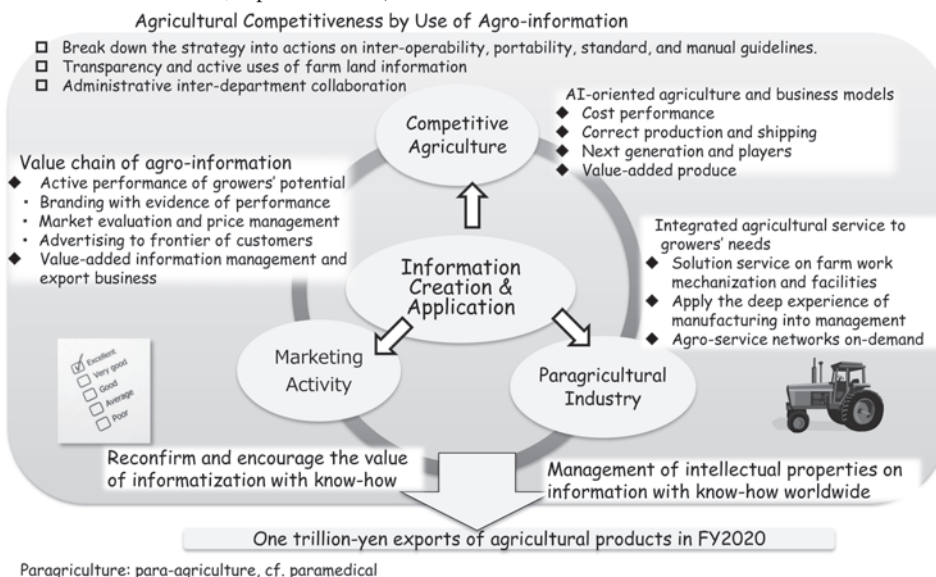 Agricultural Competitiveness by Use of Agro-information
Break down the strategy into actions on inter-operability, portability, standard, and manual guidelines.
Transparency and active uses of farm land information
Administrative inter-department collaboration
Competitive
Agriculture
AI-oriented agriculture and business models
Cost performance
Correct production and shipping
Next generation and players
Value-added produce
Value chain of agro-information
Active performance of growers' potential
Branding with evidence of performance
Market evaluation and price management
Advertising to frontier of customers
Value-added information management and
export business
Information
Creation &
Application
Integrated agricultural service to
growers' needs
Solution service on farm work
mechanization and facilities
Apply the deep experience of
manufacturing into management
Agro-service networks on-demand
Excellent
Very good
Good
Average
Poor
Marketing
Activity
Paragricultural
Industry
Reconfirm and encourage the value
of informatization with know-how
Management of intellectual properties on
information with know-how worldwide
One trillion-yen exports of agricultural products in FY2020
Paragriculture: para-agriculture, cf. paramedical